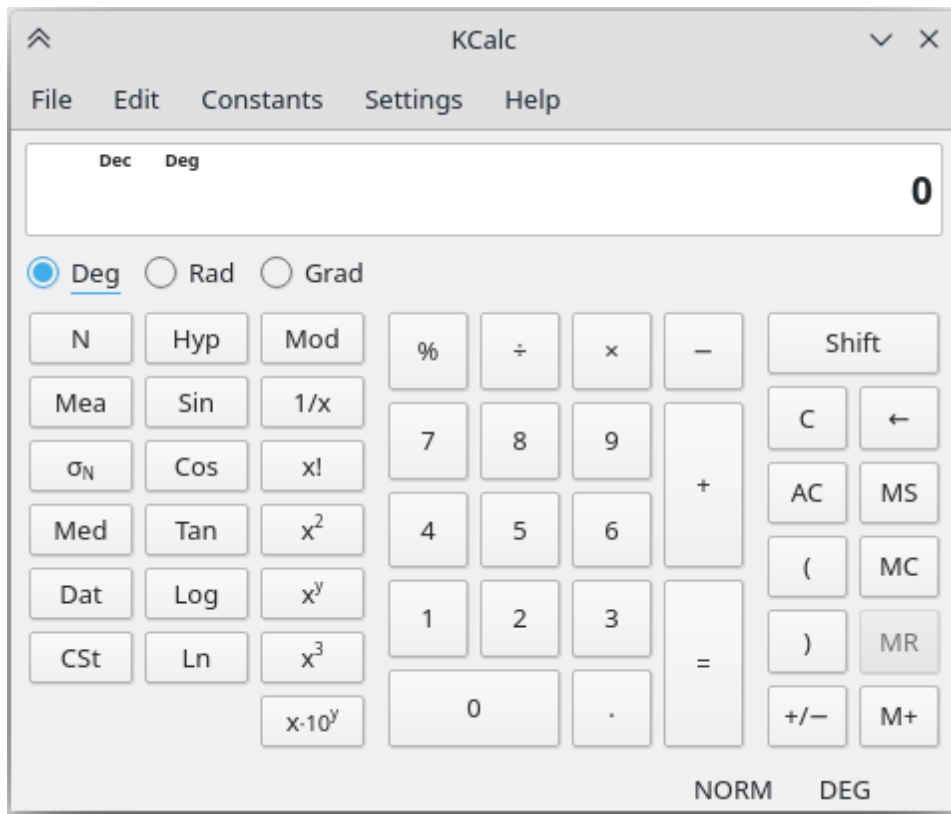 KCalc
File Edit Constants Settings Help
Dec Deg
0
Deg Rad Grad
N Hyp Mod % ÷ × − Shift
Mea Sin 1/x 7 8 9 + C ←
σN Cos x! AC MS
Med Tan x² 4 5 6 ( MC
Dat Log xʸ 1 2 3 = ) MR
CSt Ln x³
x·10ʸ 0 . +/− M+
NORM DEG